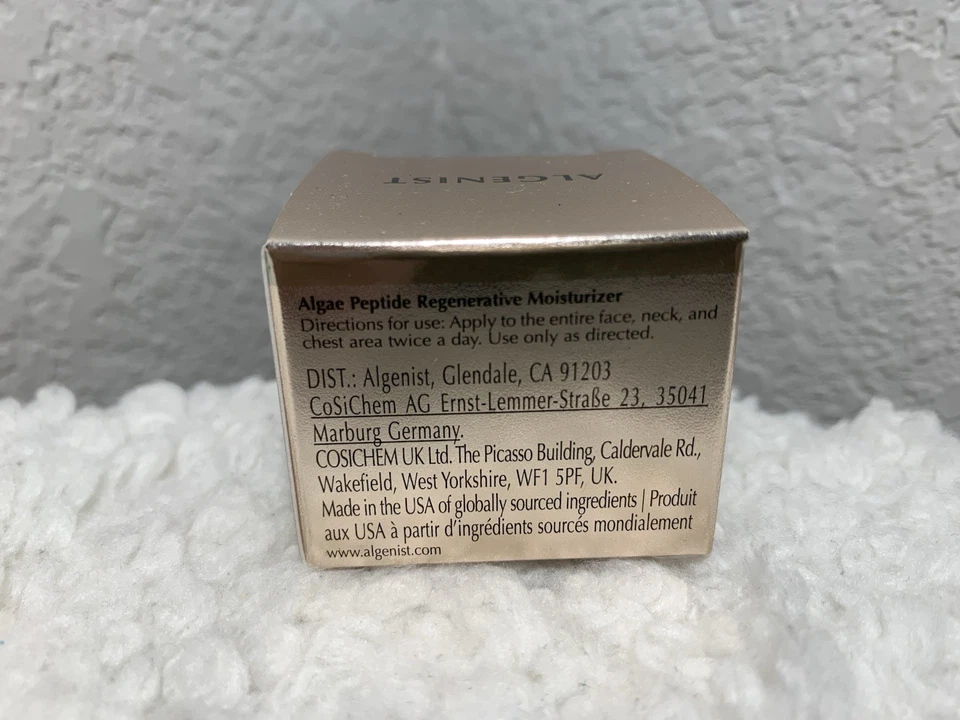 ALGENIST
Algae Peptide Regenerative Moisturizer
Directions for use: Apply to the entire face, neck, and
chest area twice a day. Use only as directed.
DIST.: Algenist, Glendale, CA 91203
CoSiChem AG Ernst-Lemmer-Straße 23, 35041
Marburg Germany.
COSICHEM UK Ltd. The Picasso Building, Caldervale Rd.,
Wakefield, West Yorkshire, WF1 5PF, UK.
Made in the USA of globally sourced ingredients | Produit
aux USA à partir d'ingrédients sourcés mondialement
www.algenist.com